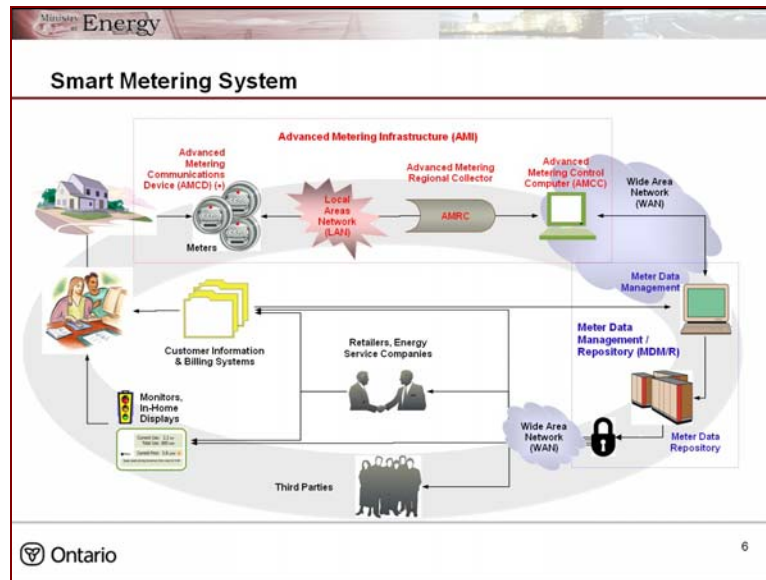 Ministry of Energy
Smart Metering System
Advanced Metering Infrastructure (AMI)
Advanced
Metering
Communications
Device (AMCD) (•)
Meters
Local
Areas
Network
(LAN)
Advanced Metering
Regional Collector
AMRC
Advanced
Metering Control
Computer (AMCC)
Wide Area
Network
(WAN)
Meter Data
Management
Customer Information
& Billing Systems
Retailers, Energy
Service Companies
Meter Data
Management /
Repository (MDM/R)
Monitors,
In-Home
Displays
Wide Area
Network
(WAN)
Meter Data
Repository
Third Parties
Ontario
6